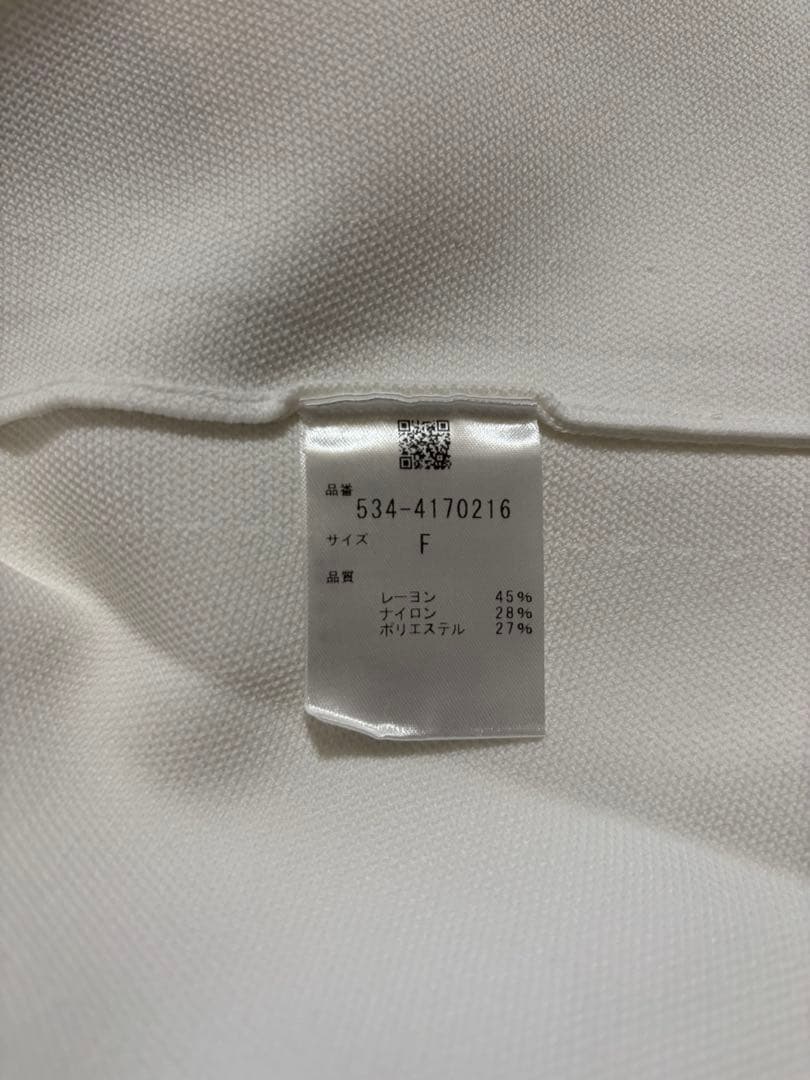 品番
534-4170216
サイズ F
品質
レーヨン 45%
ナイロン 28%
ポリエステル 27%